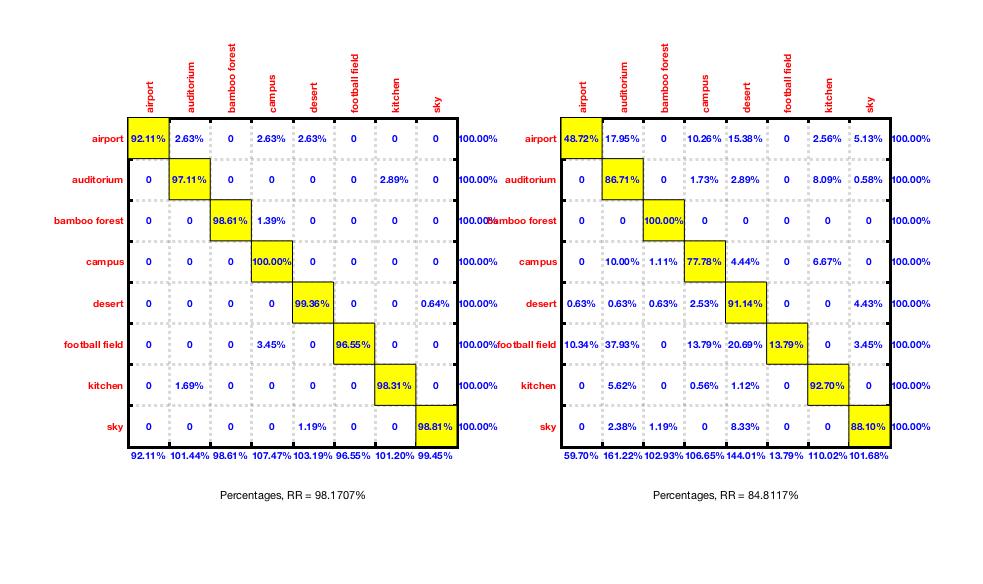 airport auditorium bamboo forest campus desert football field kitchen sky
airport 92.11% 2.63% 0 2.63% 2.63% 0 0 0 100.00%
auditorium 0 97.11% 0 0 0 0 2.89% 0 100.00%
bamboo forest 0 0 98.61% 1.39% 0 0 0 0 100.00%
campus 0 0 0 100.00% 0 0 0 0 100.00%
desert 0 0 0 0 99.36% 0 0 0.64% 100.00%
football field 0 0 0 3.45% 0 96.55% 0 0 100.00%
kitchen 0 1.69% 0 0 0 0 98.31% 0 100.00%
sky 0 0 0 0 1.19% 0 0 98.81% 100.00%
92.11% 101.44% 98.61% 107.47% 103.19% 96.55% 101.20% 99.45%
Percentages, RR = 98.1707%
airport auditorium bamboo forest campus desert football field kitchen sky
airport 48.72% 17.95% 0 10.26% 15.38% 0 2.56% 5.13% 100.00%
auditorium 0 86.71% 0 1.73% 2.89% 0 8.09% 0.58% 100.00%
bamboo forest 0 0 100.00% 0 0 0 0 0 100.00%
campus 0 10.00% 1.11% 77.78% 4.44% 0 6.67% 0 100.00%
desert 0.63% 0.63% 0.63% 2.53% 91.14% 0 0 4.43% 100.00%
football field 10.34% 37.93% 0 13.79% 20.69% 13.79% 0 3.45% 100.00%
kitchen 0 5.62% 0 0.56% 1.12% 0 92.70% 0 100.00%
sky 0 2.38% 1.19% 0 8.33% 0 0 88.10% 100.00%
59.70% 161.22% 102.93% 106.65% 144.01% 13.79% 110.02% 101.68%
Percentages, RR = 84.8117%